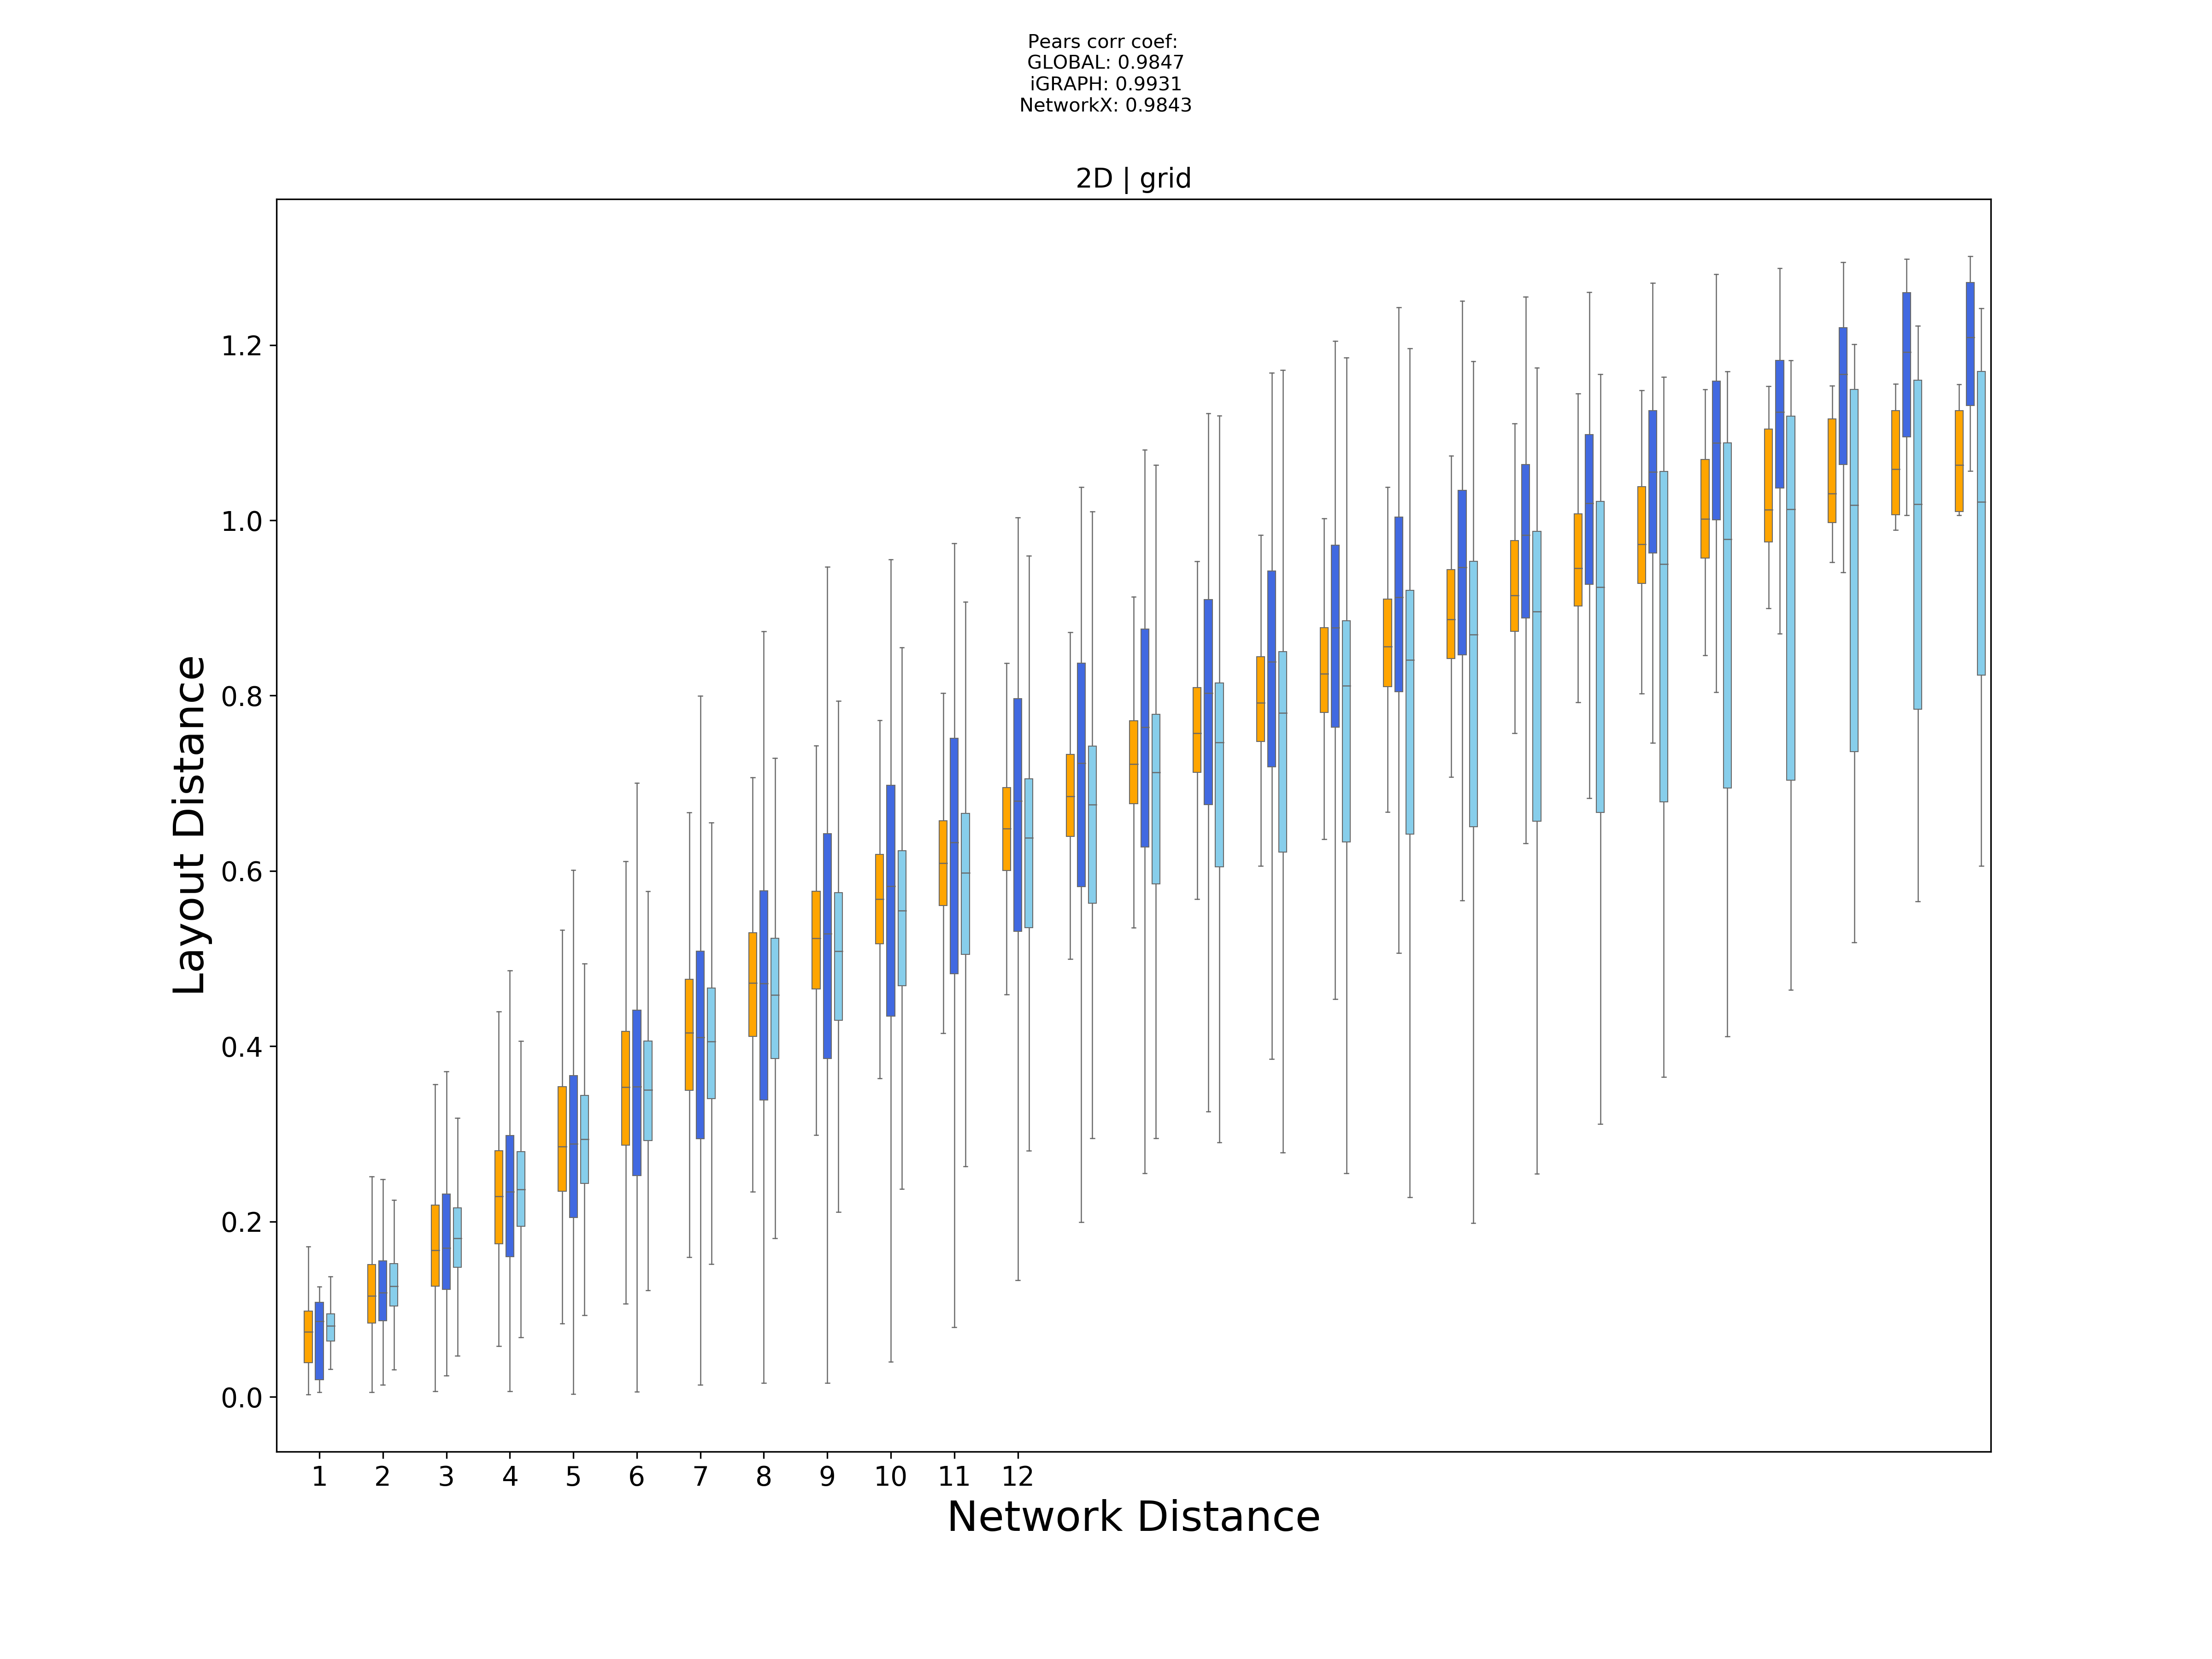 Pears corr coef:
GLOBAL: 0.9847
iGRAPH: 0.9931
NetworkX: 0.9843
2D | grid
Layout Distance
1.2
1.0
0.8
0.6
0.4
0.2
0.0
1 2 3 4 5 6 7 8 9 10 11 12
Network Distance